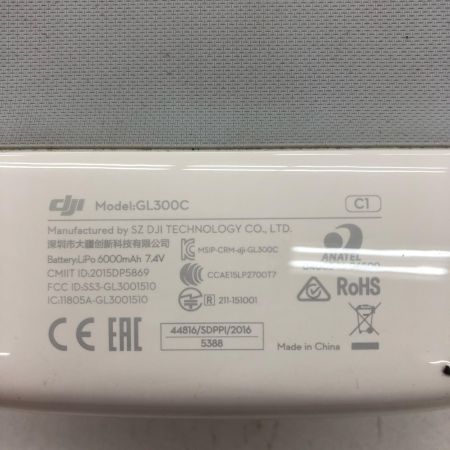 dji Model:GL300C C1
Manufactured by SZ DJI TECHNOLOGY CO., LTD.
深圳市大疆创新科技有限公司
Battery:LiPo 6000mAh 7.4V
CMIIT ID:2015DP5869
FCC ID:SS3-GL3001510
IC:11805A-GL3001510
MSIP-CRM-dji-GL300C
CCAE15LP2700T7
R 211-151001
ANATEL
RoHS
CE EAC
44816/SDPPI/2016
5388
Made in China